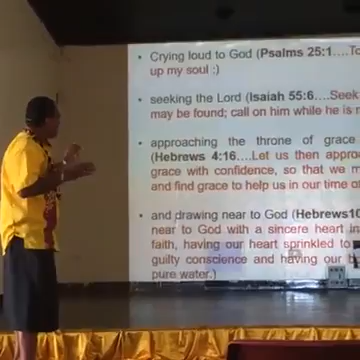 • Crying loud to God (Psalms 25:1....To
up my soul :)
• seeking the Lord (Isaiah 55:6....Seek
may be found; call on him while he is n
• approaching the throne of grace
(Hebrews 4:16....Let us then appro
grace with confidence, so that we m
and find grace to help us in our time o
• and drawing near to God (Hebrews10
near to God with a sincere heart in
faith, having our heart sprinkled to
guilty conscience and having our b
pure water.)